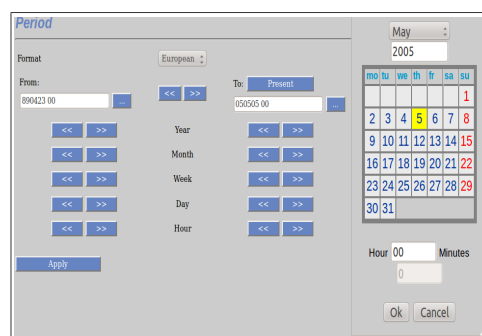 Period
Format European
From: To: Present
890423 00 ... << >> 050505 00 ...
<< >> Year << >>
<< >> Month << >>
<< >> Week << >>
<< >> Day << >>
<< >> Hour << >>
Apply
May
2005
mo tu we th fr sa su
1
2 3 4 5 6 7 8
9 10 11 12 13 14 15
16 17 18 19 20 21 22
23 24 25 26 27 28 29
30 31
Hour 00 Minutes
0
Ok Cancel